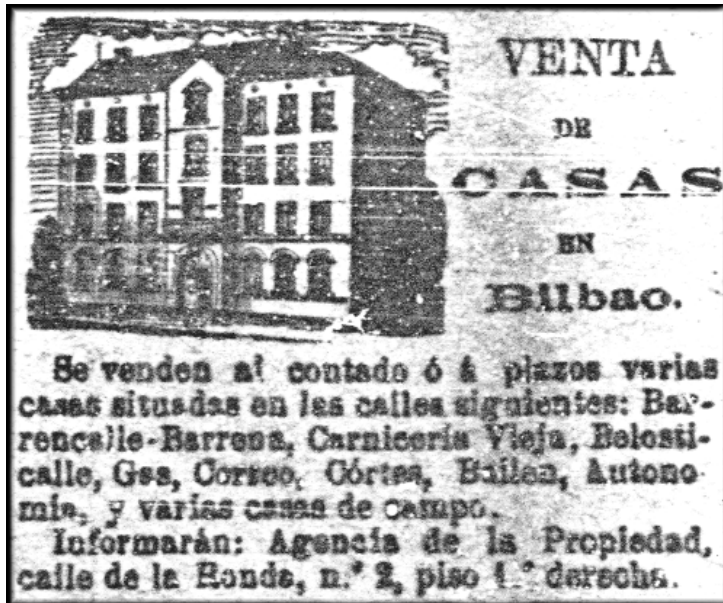 VENTA
DE
CASAS
EN
Bilbao.
Se venden al contado ó á plazos varias
casas situadas en las calles siguientes: Bar-
rencalle-Barrena, Carnicería Vieja, Belosti-
calle, Gas, Correo, Córtes, Bailen, Autono-
mía, y varias casas de campo.
Informarán: Agencia de la Propiedad,
calle de la Ronda, n.º 2, piso 1.º derecha.